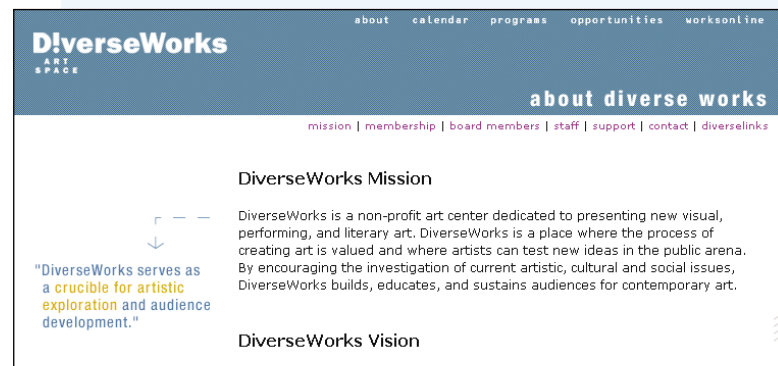 about calendar programs opportunities worksonline
D!verseWorks
ART
SPACE
about diverse works
mission | membership | board members | staff | support | contact | diverselinks
DiverseWorks Mission
DiverseWorks is a non-profit art center dedicated to presenting new visual,
performing, and literary art. DiverseWorks is a place where the process of
creating art is valued and where artists can test new ideas in the public arena.
By encouraging the investigation of current artistic, cultural and social issues,
DiverseWorks builds, educates, and sustains audiences for contemporary art.
"DiverseWorks serves as
a crucible for artistic
exploration and audience
development."
DiverseWorks Vision